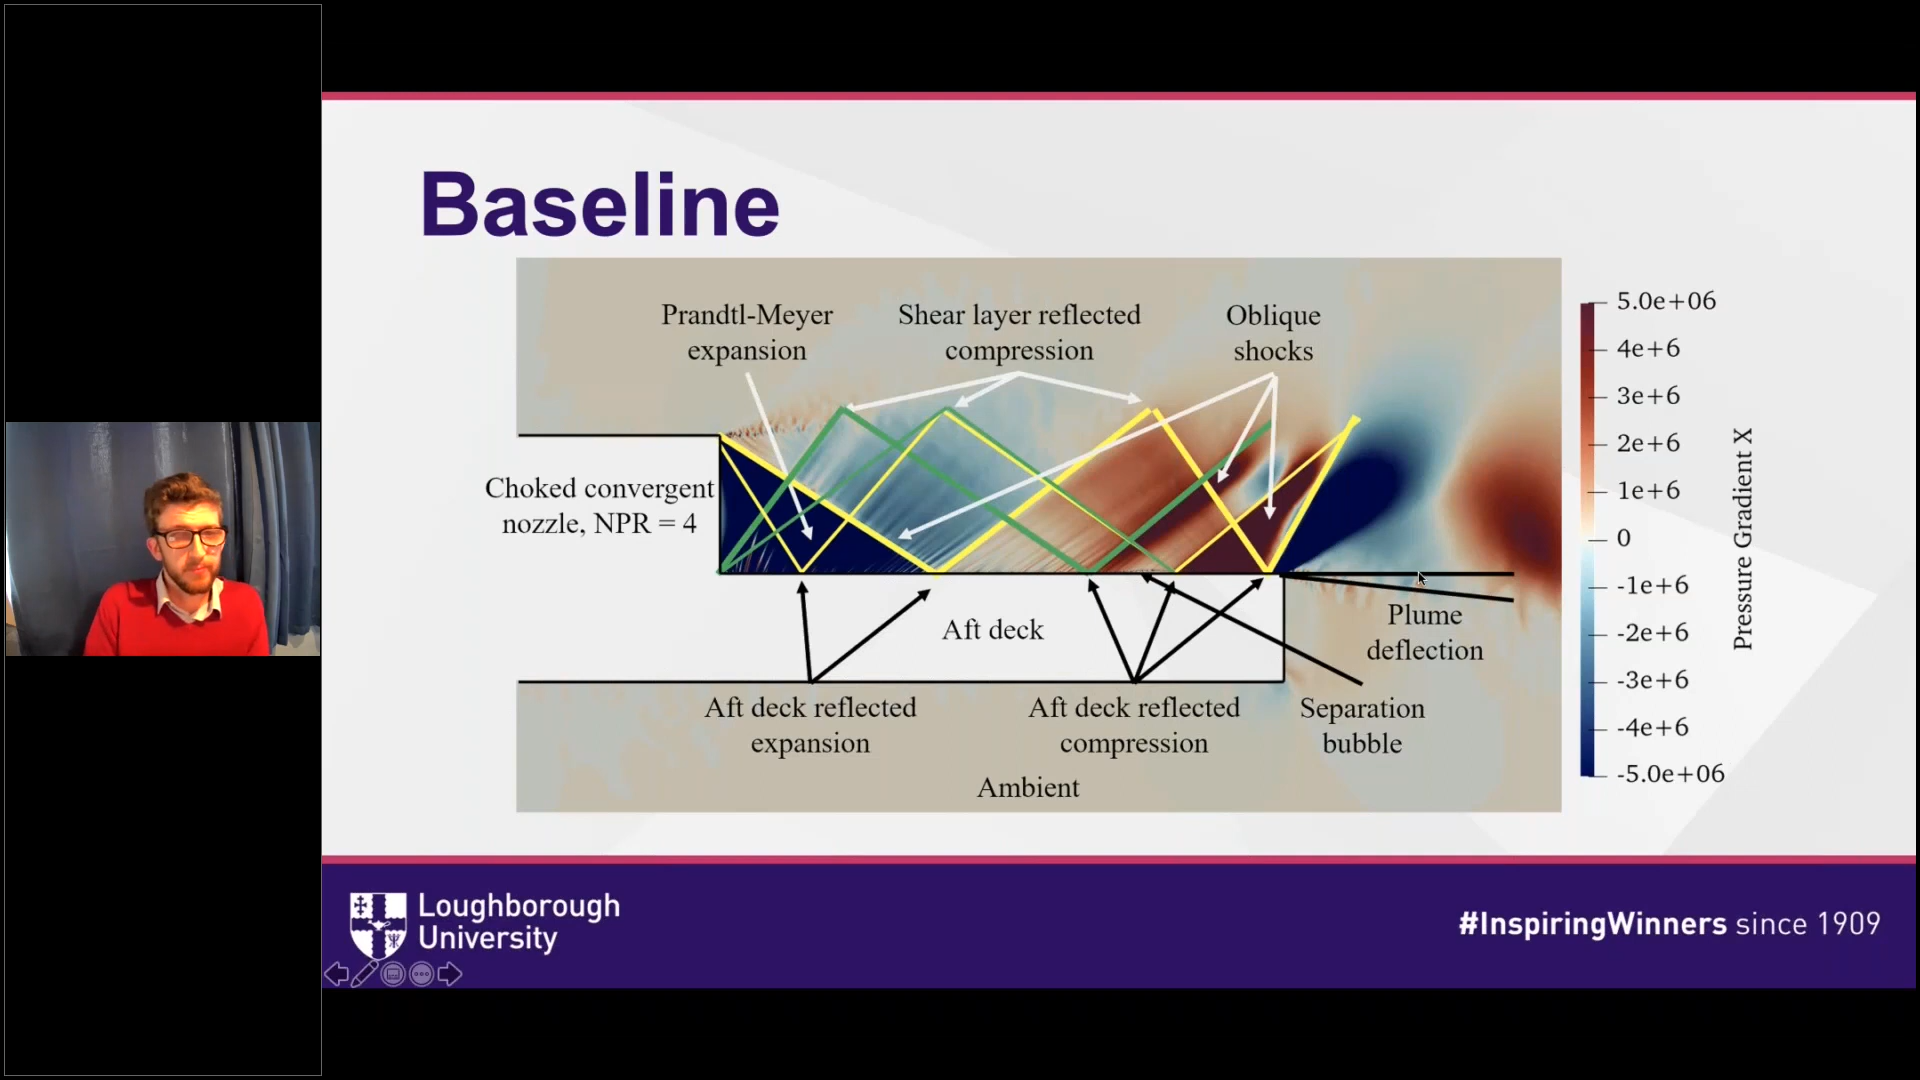 Baseline
Prandtl-Meyer
expansion
Shear layer reflected
compression
Oblique
shocks
Choked convergent
nozzle, NPR = 4
Aft deck
Plume
deflection
Aft deck reflected
expansion
Aft deck reflected
compression
Separation
bubble
Ambient
5.0e+06
4e+6
3e+6
2e+6
1e+6
0
-1e+6
-2e+6
-3e+6
-4e+6
-5.0e+06
Pressure Gradient X
Loughborough
University
#InspiringWinners since 1909